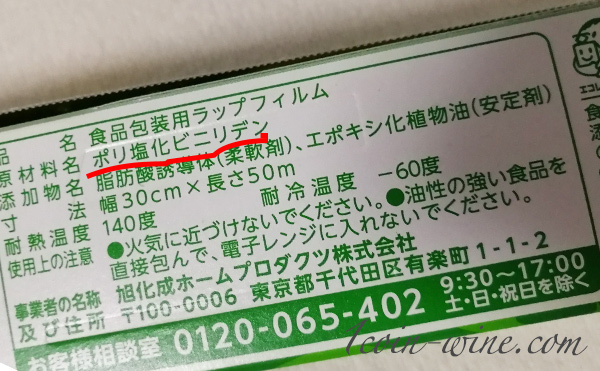 品名 食品包装用ラップフィルム
原材料名 ポリ塩化ビニリデン
添加物名 脂肪酸誘導体(柔軟剤)、エポキシ化植物油(安定剤)
寸法 幅30cm×長さ50m
耐熱温度 140度 耐冷温度 -60度
使用上の注意 ●火気に近づけないでください。●油性の強い食品を
直接包んで、電子レンジに入れないでください。
事業者の名称 旭化成ホームプロダクツ株式会社
及び住所 〒100-0006 東京都千代田区有楽町1-1-2
お客様相談室 0120-065-402 9:30〜17:00
土・日・祝日を除く
1coin-wine.com